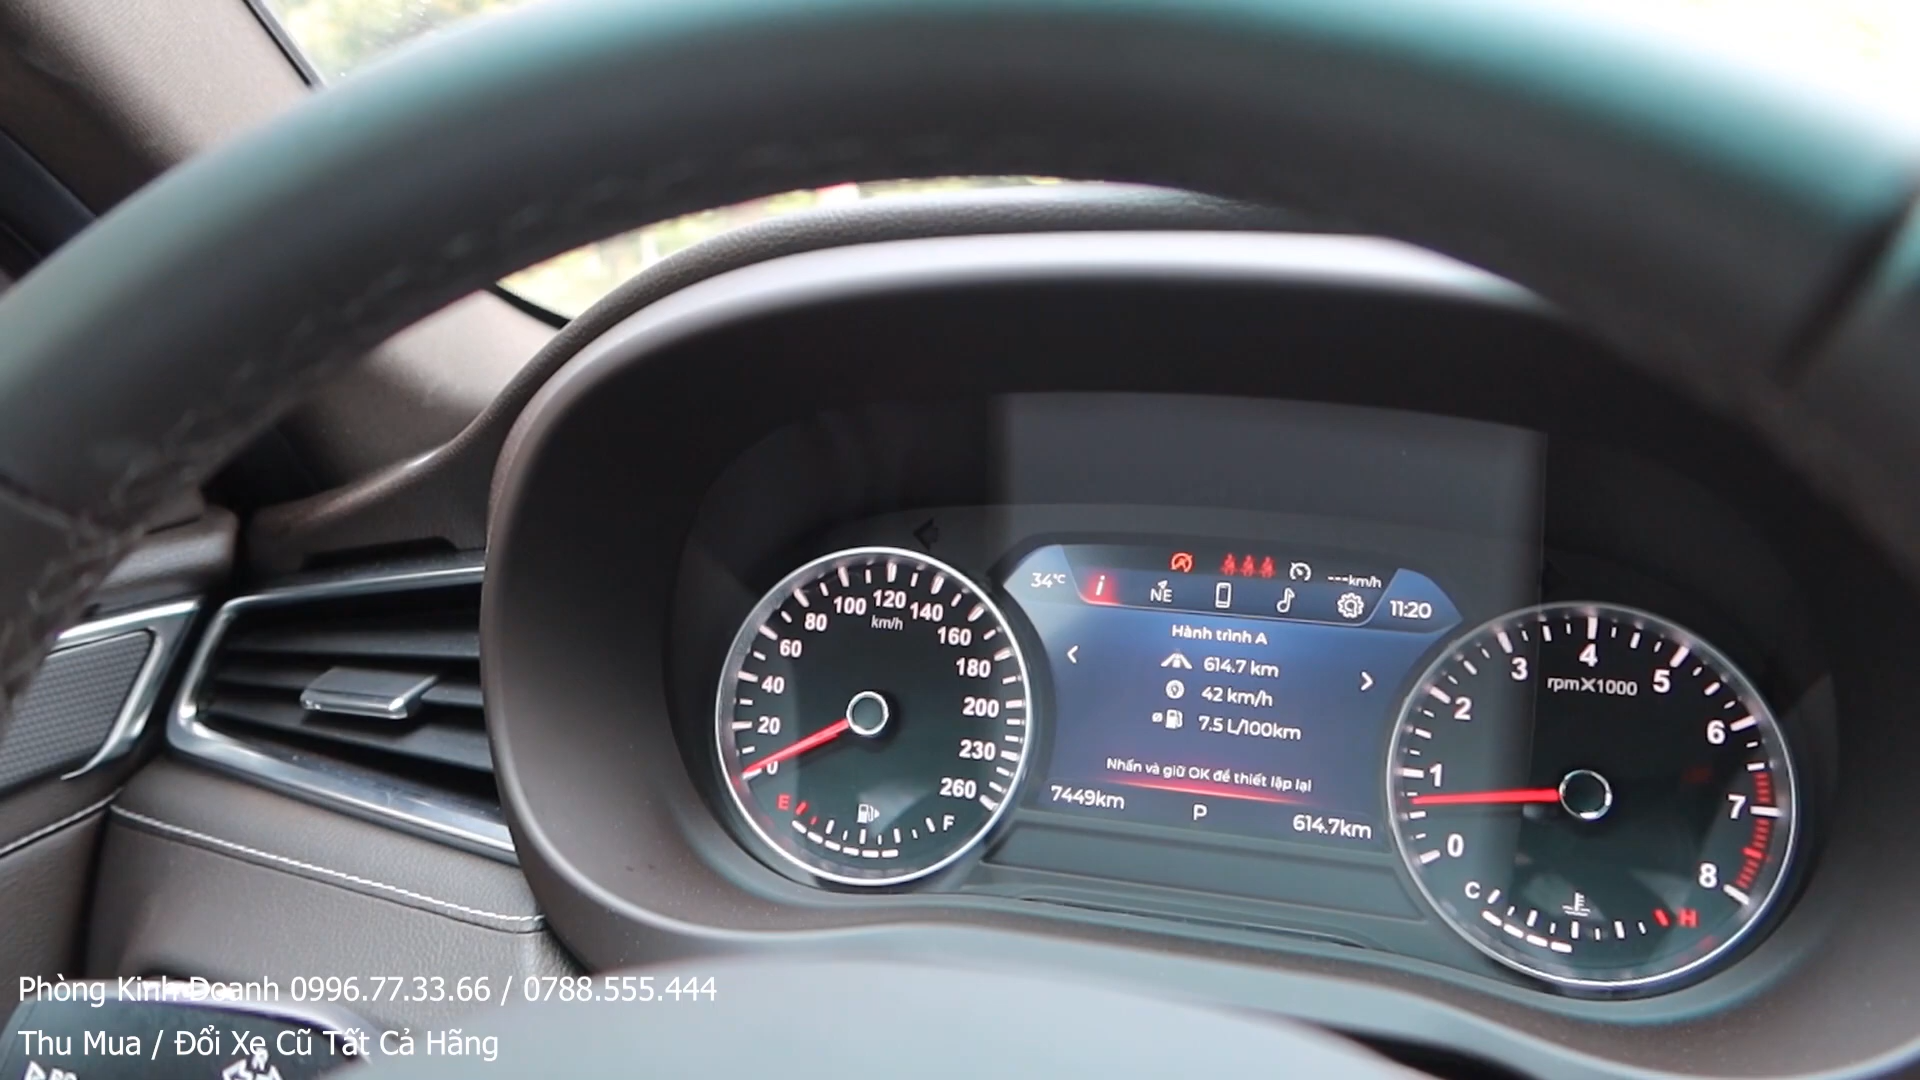 34°C
i
NE
---km/h
11:20
Hành trình A
614.7 km
42 km/h
7.5 L/100km
Nhấn và giữ OK để thiết lập lại
7449km
P
614.7km
0
20
40
60
80
100
120
140
160
180
200
230
260
km/h
E
F
0
1
2
3
4
5
6
7
8
rpmX1000
C
H
Phòng Kinh Doanh 0996.77.33.66 / 0788.555.444
Thu Mua / Đổi Xe Cũ Tất Cả Hãng